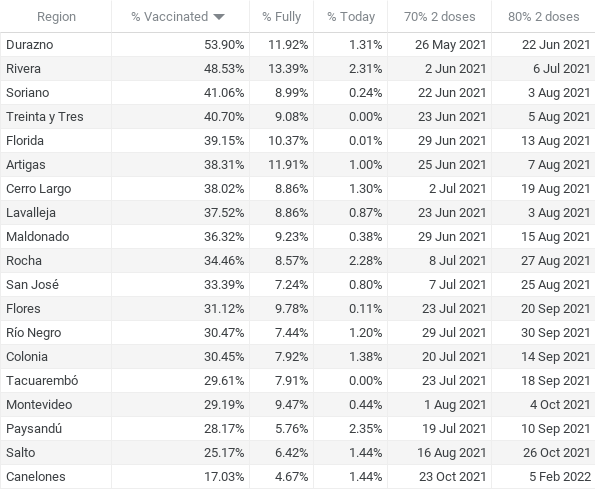 Region % Vaccinated % Fully % Today 70% 2 doses 80% 2 doses
Durazno 53.90% 11.92% 1.31% 26 May 2021 22 Jun 2021
Rivera 48.53% 13.39% 2.31% 2 Jun 2021 6 Jul 2021
Soriano 41.06% 8.99% 0.24% 22 Jun 2021 3 Aug 2021
Treinta y Tres 40.70% 9.08% 0.00% 23 Jun 2021 5 Aug 2021
Florida 39.15% 10.37% 0.01% 29 Jun 2021 13 Aug 2021
Artigas 38.31% 11.91% 1.00% 25 Jun 2021 7 Aug 2021
Cerro Largo 38.02% 8.86% 1.30% 2 Jul 2021 19 Aug 2021
Lavalleja 37.52% 8.86% 0.87% 23 Jun 2021 3 Aug 2021
Maldonado 36.32% 9.23% 0.38% 29 Jun 2021 15 Aug 2021
Rocha 34.46% 8.57% 2.28% 8 Jul 2021 27 Aug 2021
San José 33.39% 7.24% 0.80% 7 Jul 2021 25 Aug 2021
Flores 31.12% 9.78% 0.11% 23 Jul 2021 20 Sep 2021
Río Negro 30.47% 7.44% 1.20% 29 Jul 2021 30 Sep 2021
Colonia 30.45% 7.92% 1.38% 20 Jul 2021 14 Sep 2021
Tacuarembó 29.61% 7.91% 0.00% 23 Jul 2021 18 Sep 2021
Montevideo 29.19% 9.47% 0.44% 1 Aug 2021 4 Oct 2021
Paysandú 28.17% 5.76% 2.35% 19 Jul 2021 10 Sep 2021
Salto 25.17% 6.42% 1.44% 16 Aug 2021 26 Oct 2021
Canelones 17.03% 4.67% 1.44% 23 Oct 2021 5 Feb 2022